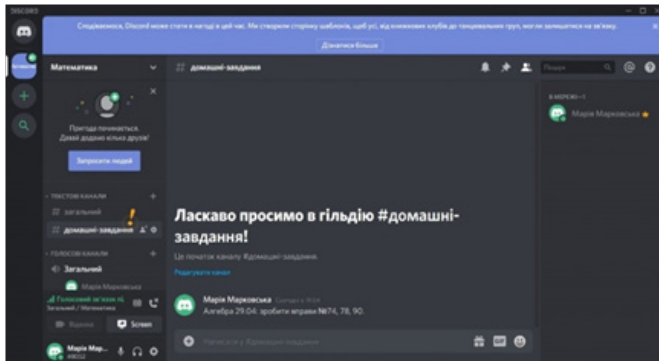 DISCORD
Сподіваємося, Discord може стати в нагоді в цей час. Ми створили сторінку шаблонів, щоб усі, від книжкових клубів до танцювальних груп, могли залишатися на зв'язку.
Дізнатися більше
Математика
домашні-завдання
Пошук
Пригода починається.
Давай додамо кілька друзів!
Запросити людей
ТЕКСТОВІ КАНАЛИ
загальний
домашні-завдання
ГОЛОСОВІ КАНАЛИ
Загальний
Марія Марковська
Голосовий зв'язок
Загальний / Математика
Відео
Screen
Марія Мар...
Ласкаво просимо в гільдію #домашні-
завдання!
Це початок каналу #домашні-завдання.
Редагувати канал
Марія Марковська
Алгебра 29.04: зробити вправи №74, 78, 90.
Написати у #домашні-завдання
GIF
В МЕРЕЖІ—1
Марія Марковська